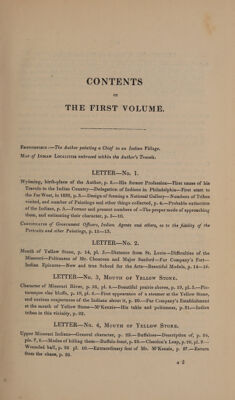 CONTENTS
OF
THE FIRST VOLUME.
FRONTISPIECE:—The Author painting a Chief in an Indian Village.
MAP of INDIAN LOCALITIES embraced within the Author's Travels.
LETTER—No. 1.
Wyöming, birth-place of the Author, p. 2.—His former Profession—First cause of his
Travels to the Indian Country—Delegation of Indians in Philadelphia—First start to
the Far West, in 1832, p. 3.—Design of forming a National Gallery—Numbers of Tribes
visited, and number of Paintings and other things collected, p. 4.—Probable extinction
of the Indians, p. 5.—Former and present numbers of—The proper mode of approaching
them, and estimating their character, p. 5—10.
CERTIFICATES of Government Officers, Indian Agents and others, as to the fidelity of the
Portraits and other Paintings, p. 11—13.
LETTER—No. 2.
Mouth of Yellow Stone, p. 14, pl. 3.—Distance from St. Louis—Difficulties of the
Missouri—Politeness of Mr. Chouteau and Major Sanford—Fur Company's Fort—
Indian Epicures—New and true School for the Arts—Beautiful Models, p. 14—16.
LETTER—No. 3, MOUTH OF YELLOW STONE.
Character of Missouri River, p. 16, pl. 4.—Beautiful prairie shores, p. 19, pl. 5.—Pic-
turesque clay bluffs, p. 19, pl. 6.—First appearance of a steamer at the Yellow Stone,
and curious conjectures of the Indians about it, p. 20.—Fur Company's Establishment
at the mouth of Yellow Stone—M'Kenzie—His table and politeness, p. 21.—Indian
tribes in this vicinity, p. 22.
LETTER—No. 4, MOUTH OF YELLOW STONE.
Upper Missouri Indians—General character, p. 23.—Buffaloes—Description of, p. 24,
pls. 7, 8.—Modes of killing them—Buffalo-hunt, p. 25.—Chardon's Leap, p. 26, pl. 9.—
Wounded bull, p. 26 pl. 10.—Extraordinary feat of Mr. M'Kenzie, p. 27.—Return
from the chase, p. 28.
a 2